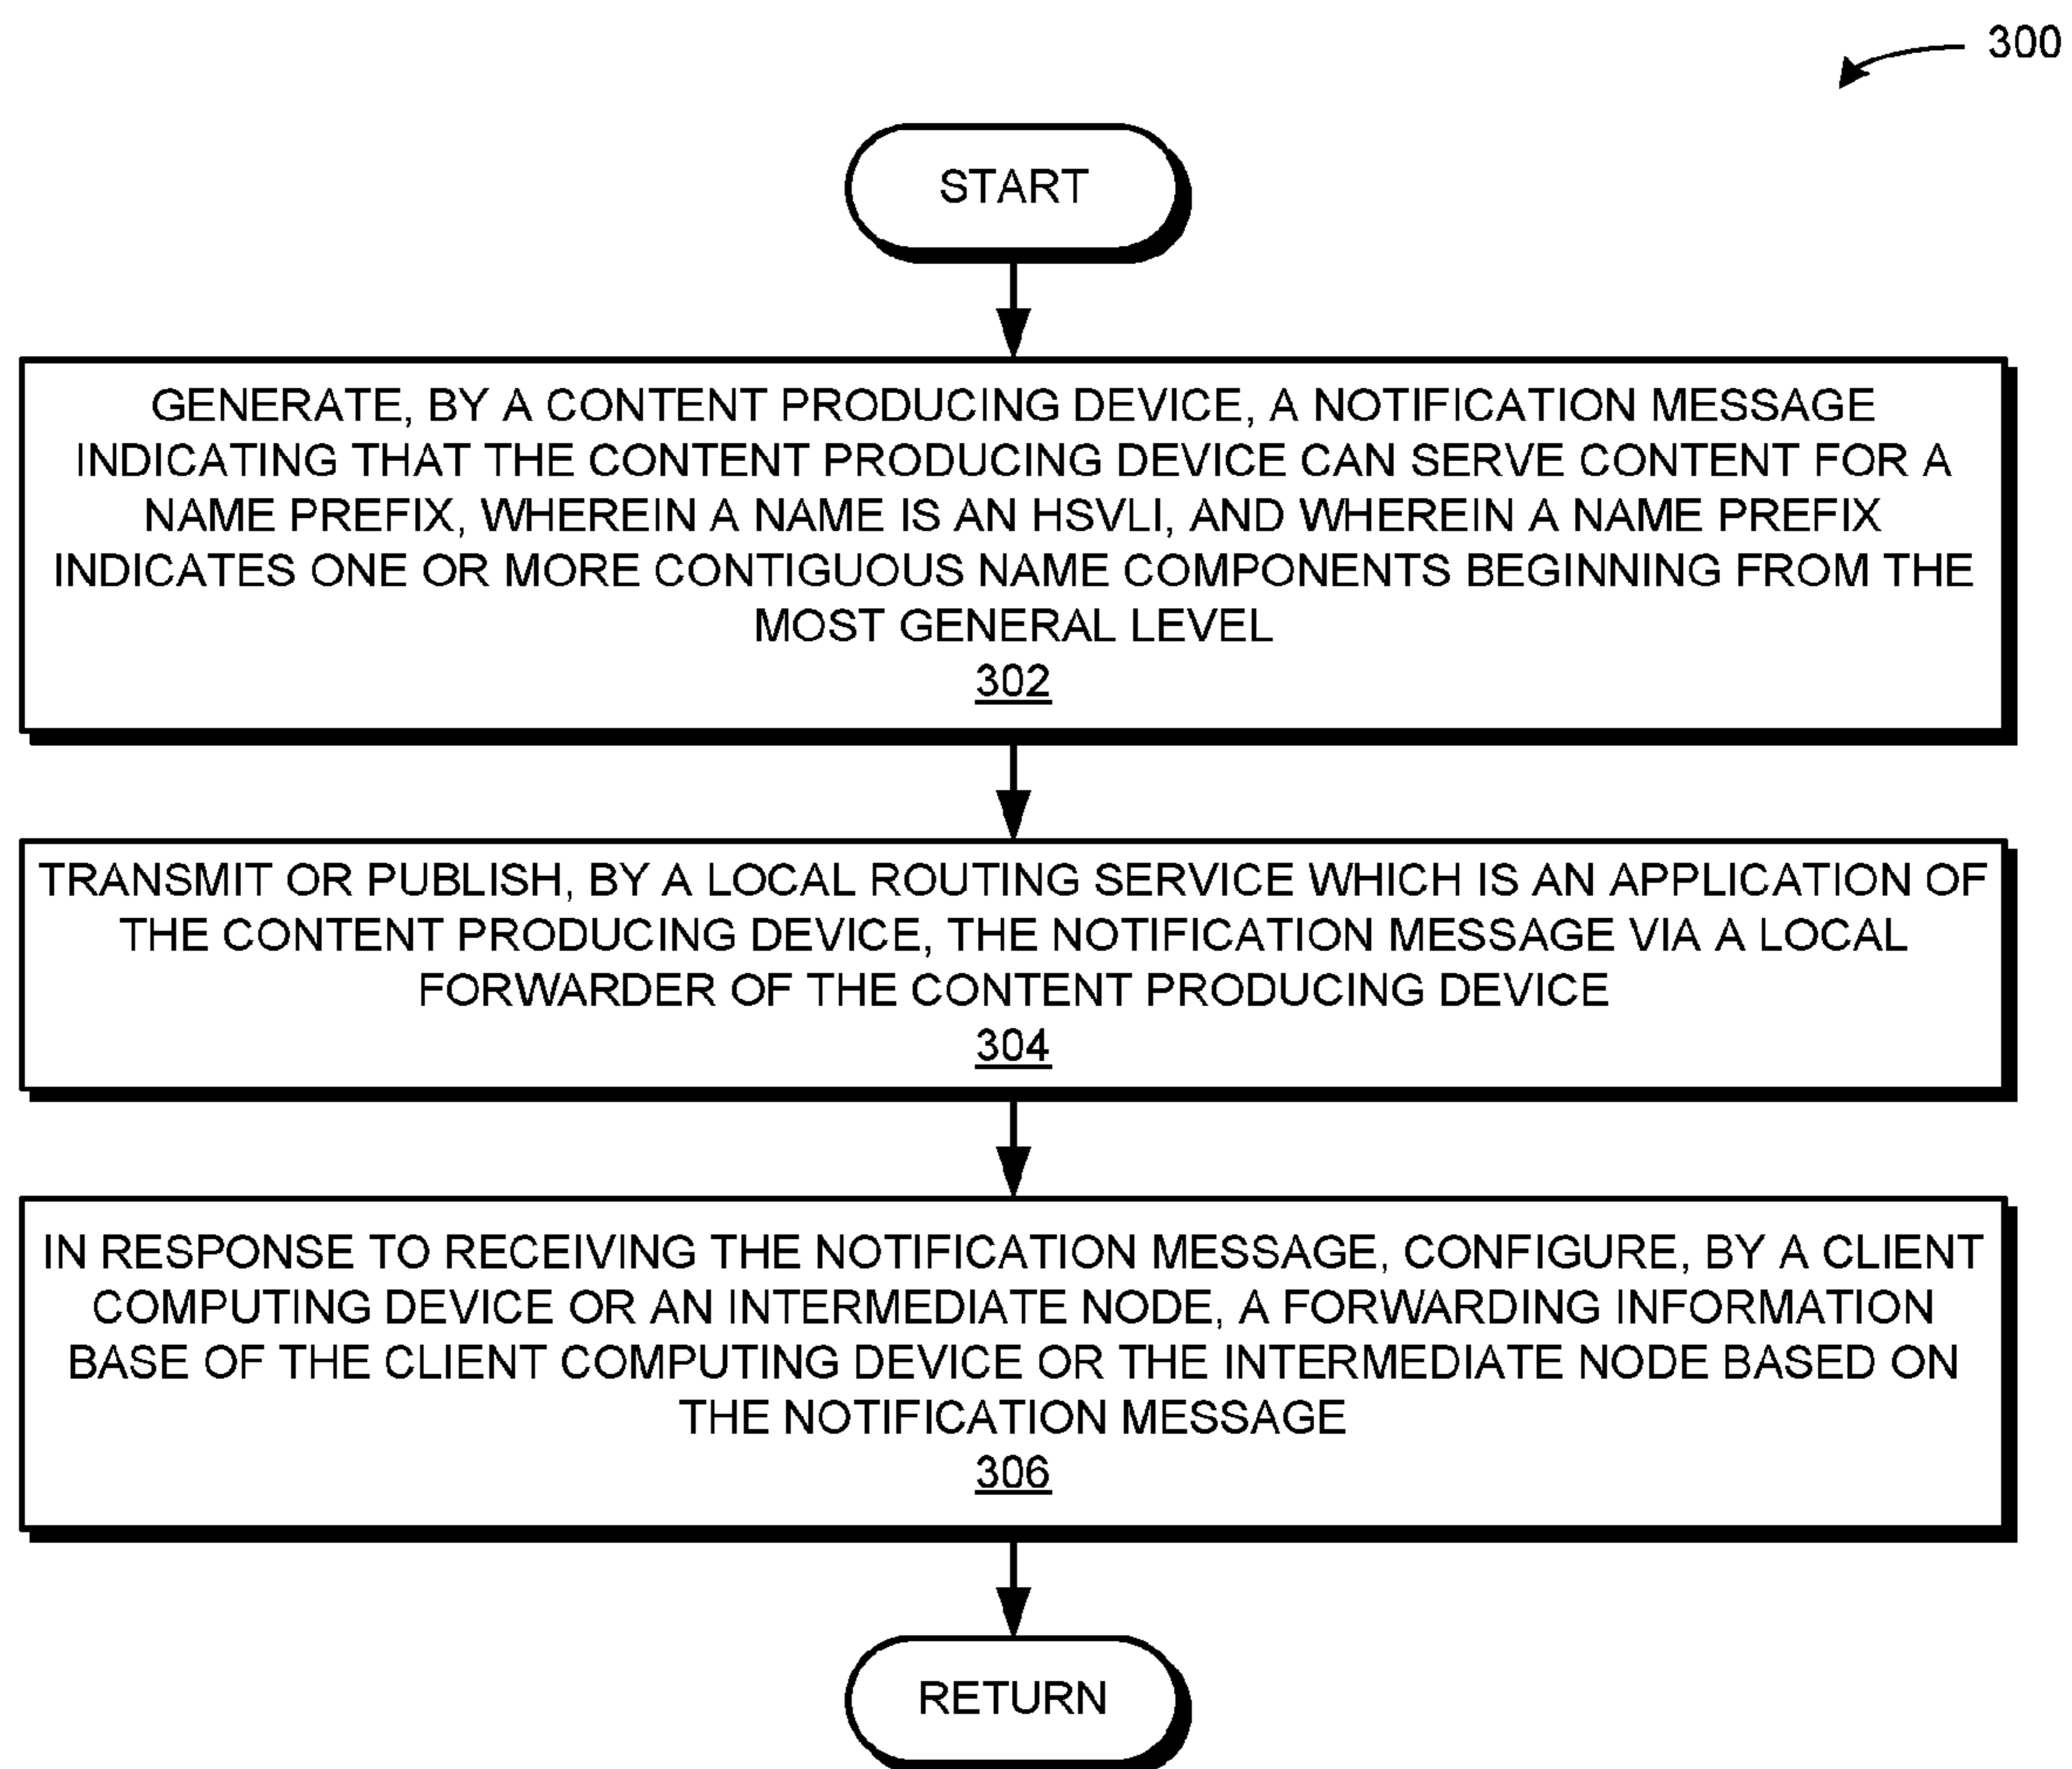 300
START
GENERATE, BY A CONTENT PRODUCING DEVICE, A NOTIFICATION MESSAGE
INDICATING THAT THE CONTENT PRODUCING DEVICE CAN SERVE CONTENT FOR A
NAME PREFIX, WHEREIN A NAME IS AN HSVLI, AND WHEREIN A NAME PREFIX
INDICATES ONE OR MORE CONTIGUOUS NAME COMPONENTS BEGINNING FROM THE
MOST GENERAL LEVEL
302
TRANSMIT OR PUBLISH, BY A LOCAL ROUTING SERVICE WHICH IS AN APPLICATION OF
THE CONTENT PRODUCING DEVICE, THE NOTIFICATION MESSAGE VIA A LOCAL
FORWARDER OF THE CONTENT PRODUCING DEVICE
304
IN RESPONSE TO RECEIVING THE NOTIFICATION MESSAGE, CONFIGURE, BY A CLIENT
COMPUTING DEVICE OR AN INTERMEDIATE NODE, A FORWARDING INFORMATION
BASE OF THE CLIENT COMPUTING DEVICE OR THE INTERMEDIATE NODE BASED ON
THE NOTIFICATION MESSAGE
306
RETURN